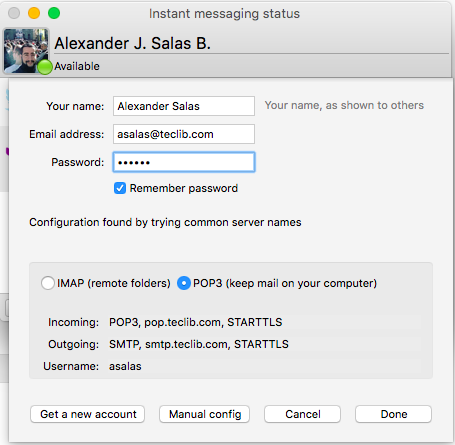 Instant messaging status
Alexander J. Salas B.
Available
Your name: Alexander Salas Your name, as shown to others
Email address: asalas@teclib.com
Password: ••••••
Remember password
Configuration found by trying common server names
IMAP (remote folders) POP3 (keep mail on your computer)
Incoming: POP3, pop.teclib.com, STARTTLS
Outgoing: SMTP, smtp.teclib.com, STARTTLS
Username: asalas
Get a new account Manual config Cancel Done